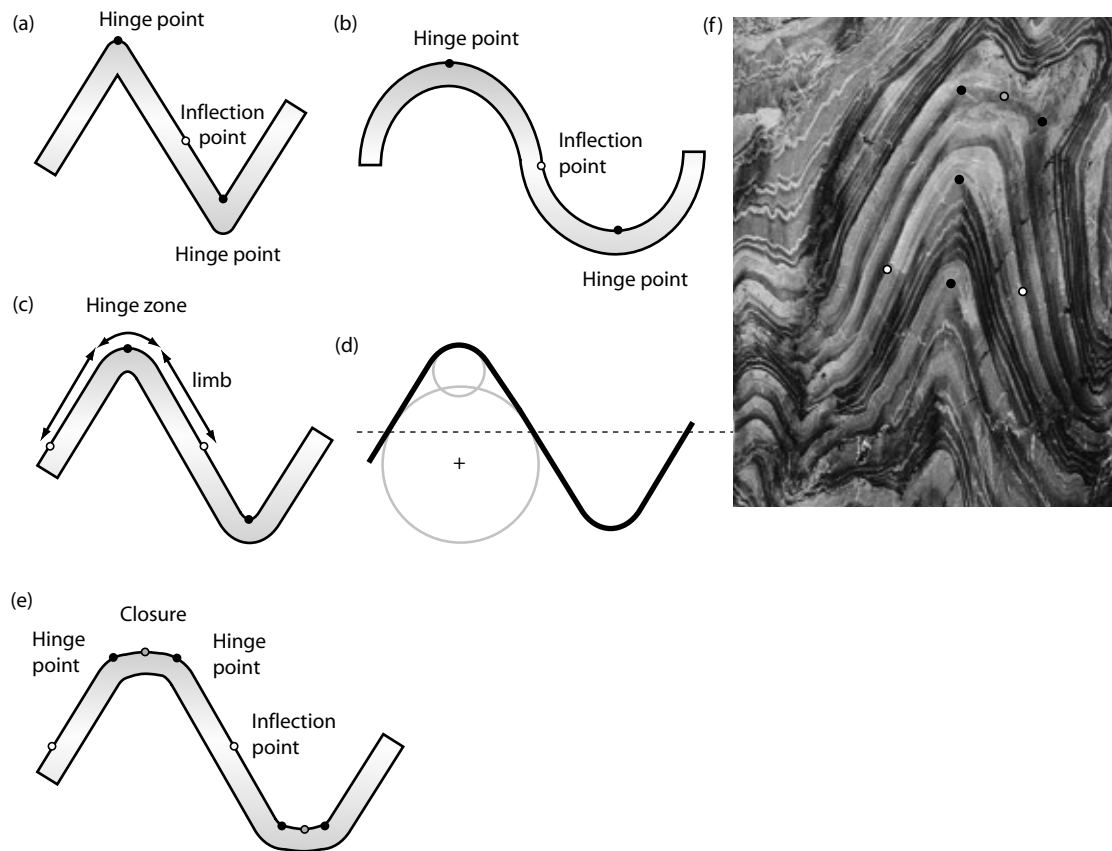 (a)
Hinge point
Inflection
point
Hinge point
(b)
Hinge point
Inflection
point
Hinge point
(c)
Hinge zone
limb
(d)
+
(e)
Closure
Hinge
point
Hinge
point
Inflection
point
(f)